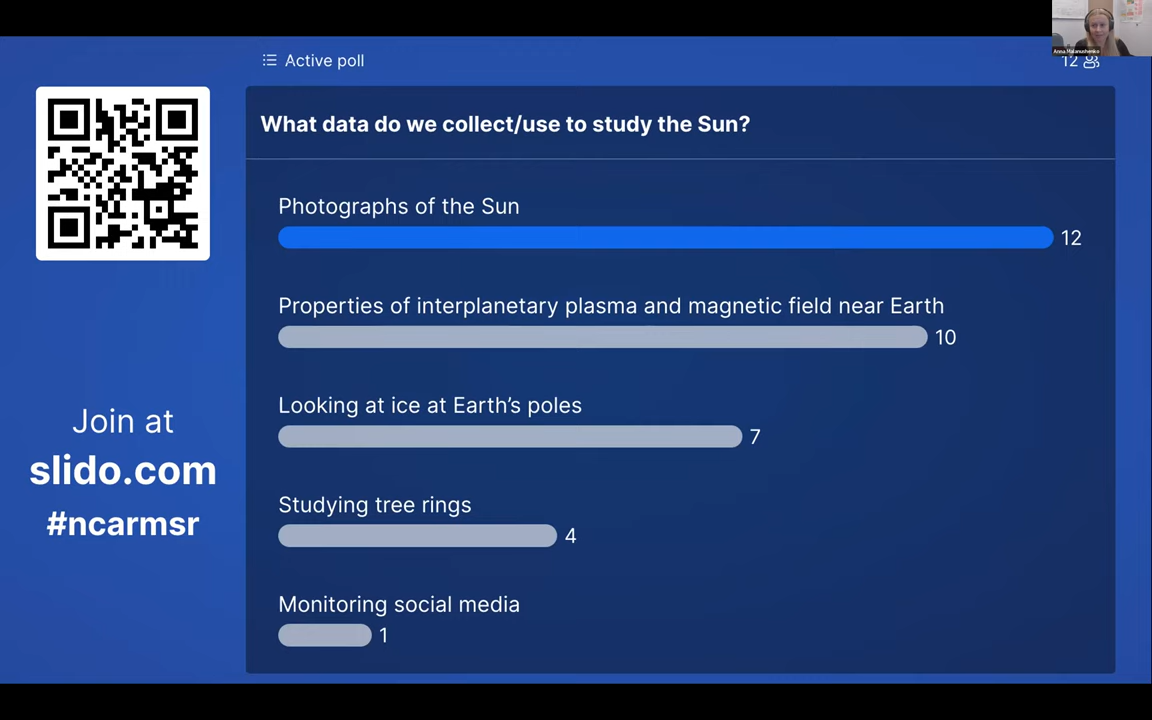 Active poll
12
Anna Malanushenko
What data do we collect/use to study the Sun?
Photographs of the Sun
12
Properties of interplanetary plasma and magnetic field near Earth
10
Looking at ice at Earth’s poles
7
Studying tree rings
4
Monitoring social media
1
Join at
slido.com
#ncarmsr